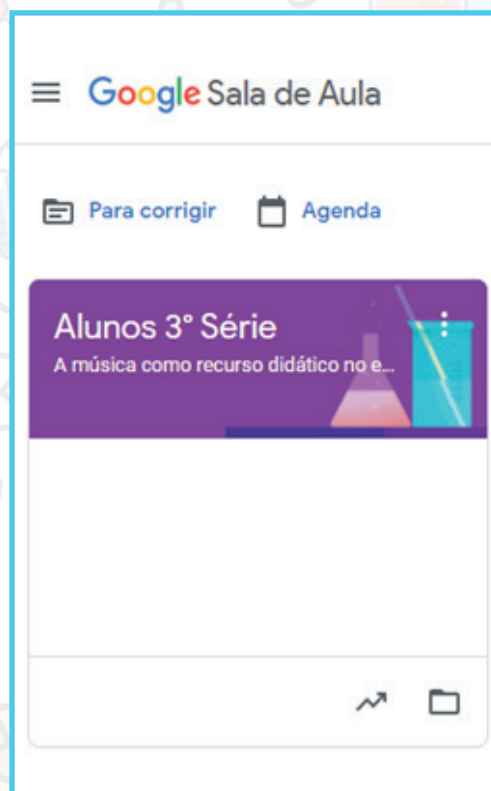 Google Sala de Aula
Para corrigir Agenda
Alunos 3° Série
A música como recurso didático no e...